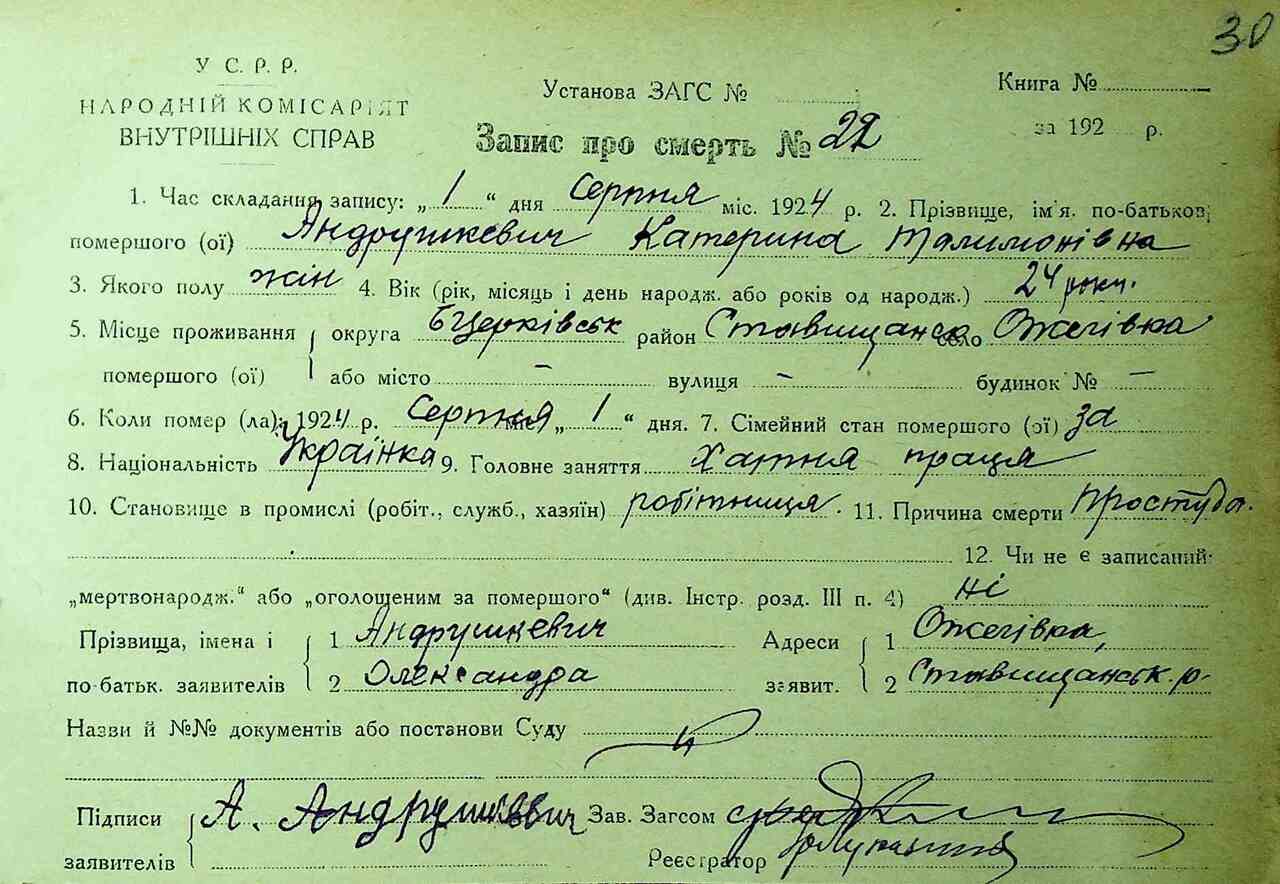 30
У С. Р. Р.
НАРОДНІЙ КОМІСАРІЯТ
ВНУТРІШНІХ СПРАВ
Установа ЗАГС №
Книга №
за 192 р.
Запис про смерть № 22
1. Час складання запису: „1“ дня Серпня міс. 1924 р. 2. Прізвище, ім'я. по-батькові
помершого (ої) Андрушкевич Катерина Талимонівна
3. Якого полу жін 4. Вік (рік, місяць і день народж. або років од народж.) 24 роки.
5. Місце проживання округа БЦерківськ район Ставищанськ село Ожегівка
помершого (ої) або місто - вулиця - будинок № -
6. Коли помер (ла): 1924 р. Серпня міс „1“ дня. 7. Сімейний стан помершого (ої) за
8. Національність Українка 9. Головне заняття Хатня праця
10. Становище в промислі (робіт., служб., хазяїн) робітниця. 11. Причина смерти Простуда.
12. Чи не є записаний:
„мертвонародж.“ або „оголошеним за помершого“ (див. Інстр. розд. III п. 4) ні
Прізвища, імена і 1 Андрушкевич Адреси 1 Ожегівка,
по-батьк. заявителів 2 Олександра заявит. 2 Ставищанськ. р.
Назви й №№ документів або постанови Суду
Підписи А. Андрушкевич Зав. Загсом
заявителів Реєстратор